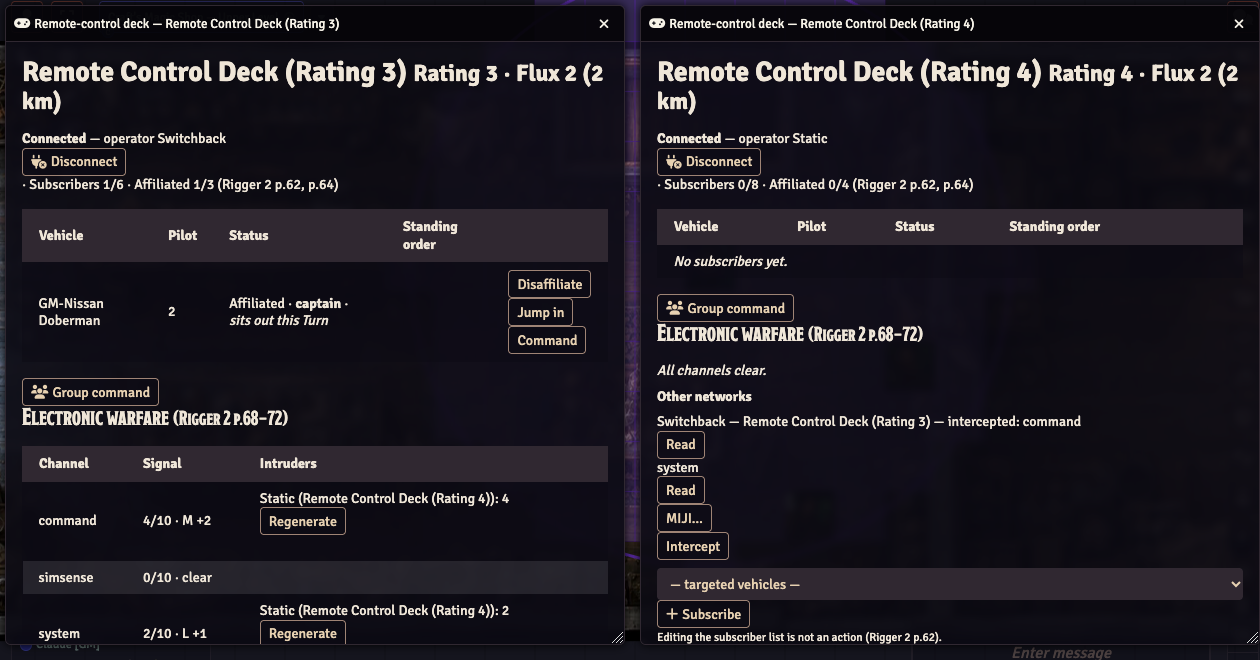 Remote-control deck — Remote Control Deck (Rating 3)
Remote Control Deck (Rating 3) Rating 3 · Flux 2 (2
km)
Connected — operator Switchback
Disconnect
· Subscribers 1/6 · Affiliated 1/3 (Rigger 2 p.62, p.64)
Vehicle Pilot Status Standing
order
GM-Nissan
Doberman
2
Affiliated · captain ·
sits out this Turn
Disaffiliate
Jump in
Command
Group command
Electronic warfare (Rigger 2 p.68–72)
Channel Signal Intruders
command 4/10 · M +2
Static (Remote Control Deck (Rating 4)): 4
Regenerate
simsense 0/10 · clear
system 2/10 · L +1
Static (Remote Control Deck (Rating 4)): 2
Regenerate
Remote-control deck — Remote Control Deck (Rating 4)
Remote Control Deck (Rating 4) Rating 4 · Flux 2 (2
km)
Connected — operator Static
Disconnect
· Subscribers 0/8 · Affiliated 0/4 (Rigger 2 p.62, p.64)
Vehicle Pilot Status Standing order
No subscribers yet.
Group command
Electronic warfare (Rigger 2 p.68–72)
All channels clear.
Other networks
Switchback — Remote Control Deck (Rating 3) — intercepted: command
Read
system
Read
MIJI...
Intercept
— targeted vehicles —
+ Subscribe
Editing the subscriber list is not an action (Rigger 2 p.62).
Claude [GM]
Enter message